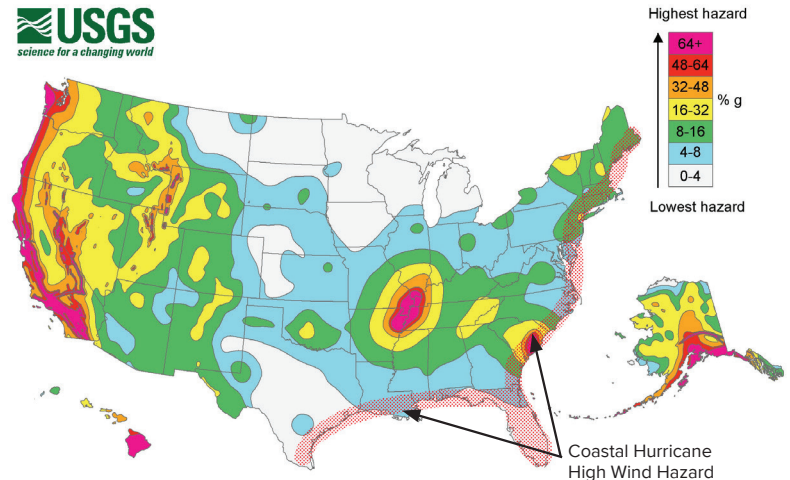 USGS
science for a changing world
Highest hazard
64+
48-64
32-48
16-32
8-16
4-8
0-4
% g
Lowest hazard
Coastal Hurricane
High Wind Hazard